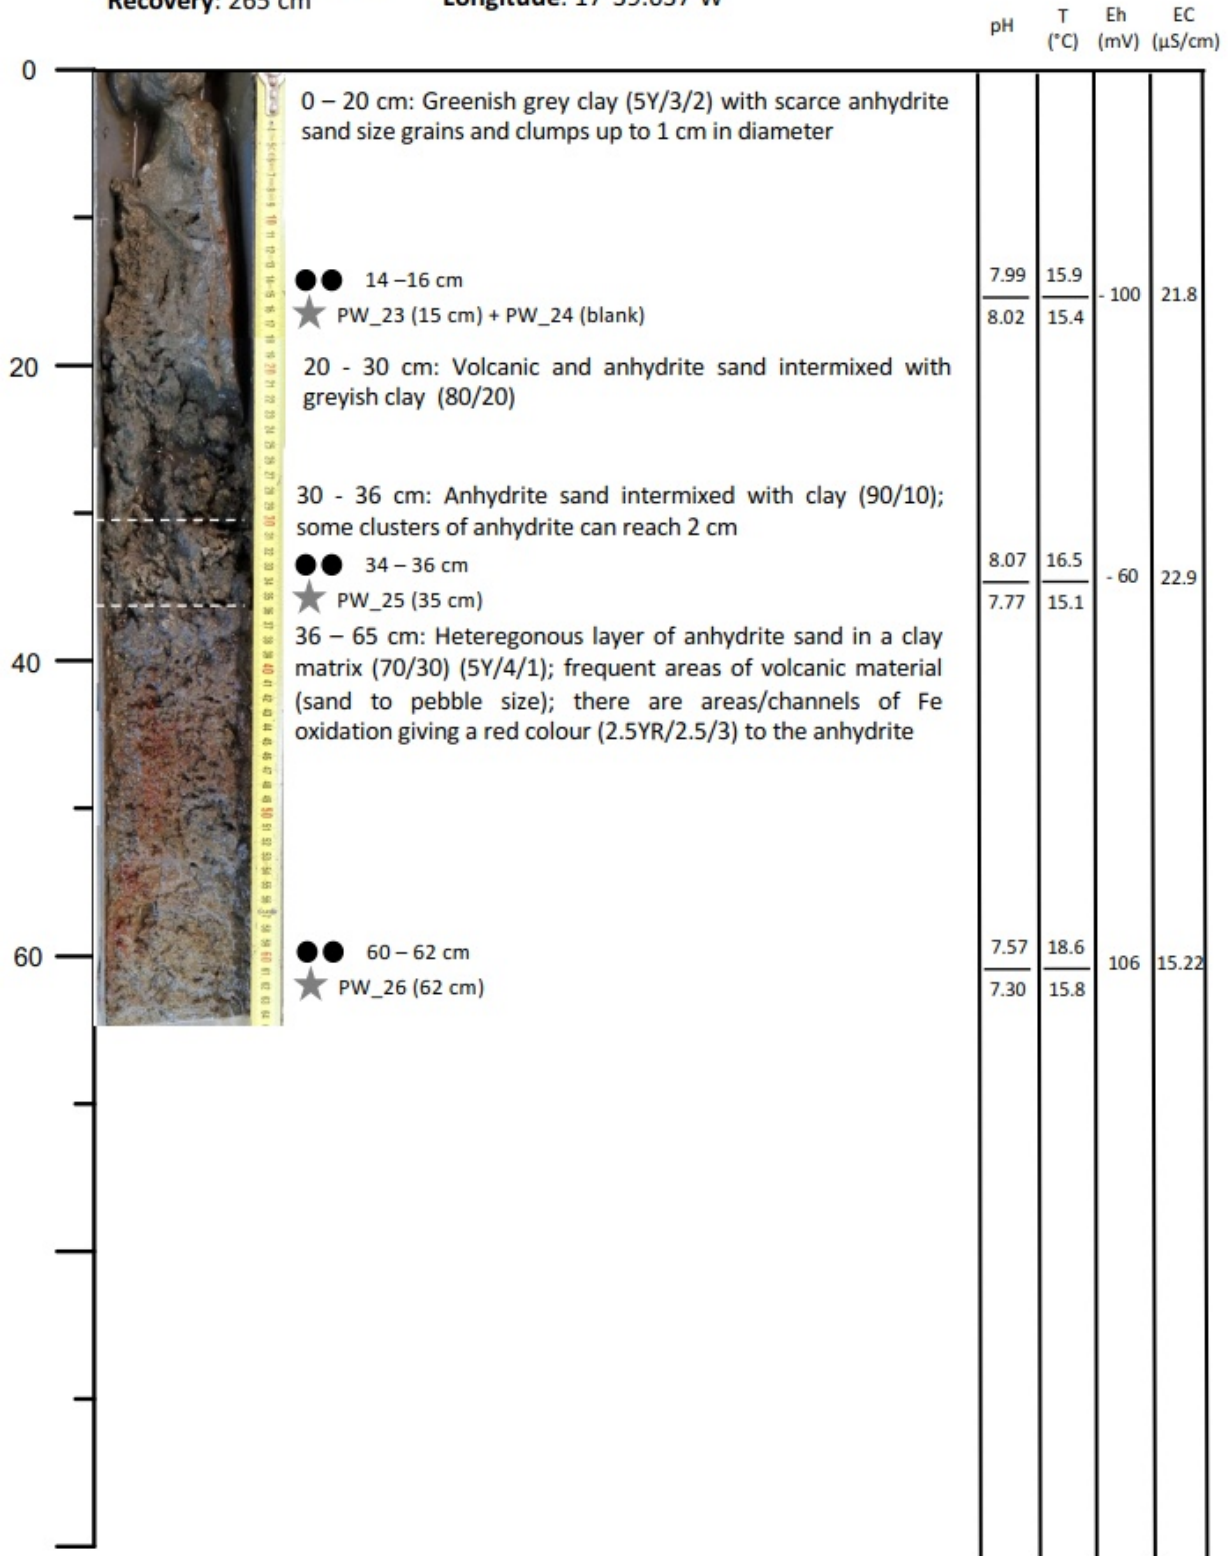 Recovery: 265 cm
Longitude: 17°39.657'W
pH T Eh EC
(°C) (mV) (µS/cm)
0
0 – 20 cm: Greenish grey clay (5Y/3/2) with scarce anhydrite
sand size grains and clumps up to 1 cm in diameter
14 –16 cm
7.99 15.9
- 100 21.8
PW_23 (15 cm) + PW_24 (blank)
8.02 15.4
20
20 - 30 cm: Volcanic and anhydrite sand intermixed with
greyish clay (80/20)
30 - 36 cm: Anhydrite sand intermixed with clay (90/10);
some clusters of anhydrite can reach 2 cm
34 – 36 cm
8.07 16.5
- 60 22.9
PW_25 (35 cm)
7.77 15.1
36 – 65 cm: Heteregonous layer of anhydrite sand in a clay
40
matrix (70/30) (5Y/4/1); frequent areas of volcanic material
(sand to pebble size); there are areas/channels of Fe
oxidation giving a red colour (2.5YR/2.5/3) to the anhydrite
60
60 – 62 cm
7.57 18.6
106 15.22
PW_26 (62 cm)
7.30 15.8